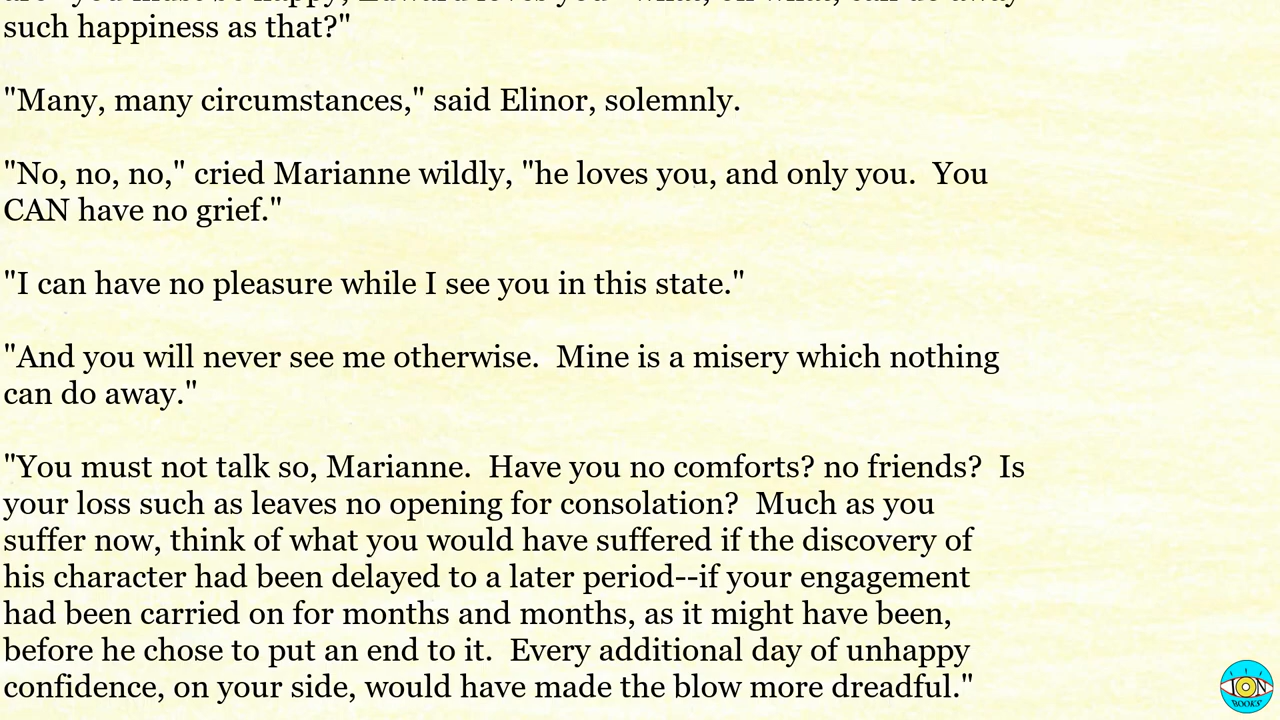 such happiness as that?"
"Many, many circumstances," said Elinor, solemnly.
"No, no, no," cried Marianne wildly, "he loves you, and only you.  You
CAN have no grief."
"I can have no pleasure while I see you in this state."
"And you will never see me otherwise.  Mine is a misery which nothing
can do away."
"You must not talk so, Marianne.  Have you no comforts? no friends?  Is
your loss such as leaves no opening for consolation?  Much as you
suffer now, think of what you would have suffered if the discovery of
his character had been delayed to a later period--if your engagement
had been carried on for months and months, as it might have been,
before he chose to put an end to it.  Every additional day of unhappy
confidence, on your side, would have made the blow more dreadful."
ION
BOOKS